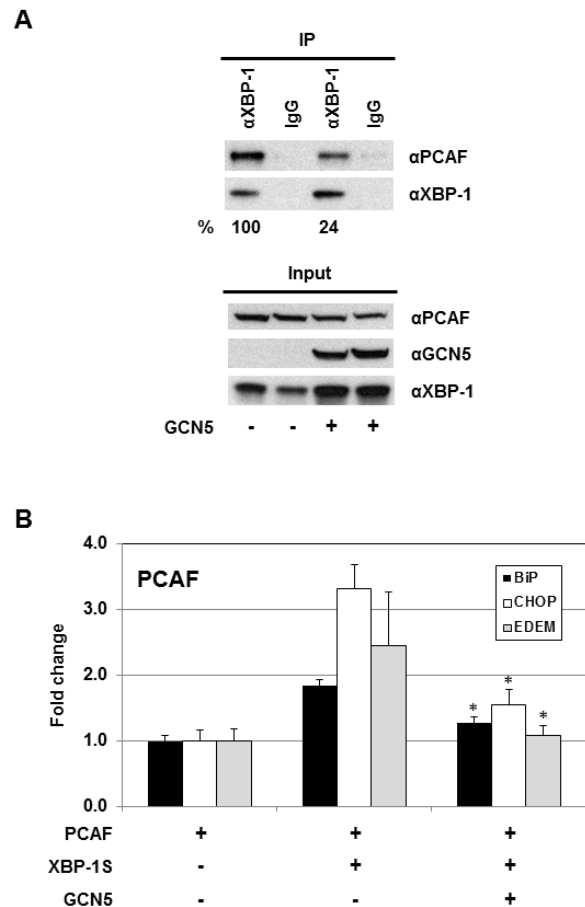 A
IP
αXBP-1 IgG αXBP-1 IgG
αPCAF
αXBP-1
% 100 24
Input
αPCAF
αGCN5
αXBP-1
GCN5 - - + +
B
4.0
3.0
2.0
1.0
0.0
Fold change
PCAF
BiP
CHOP
EDEM
* * *
PCAF + + +
XBP-1S - + +
GCN5 - - +